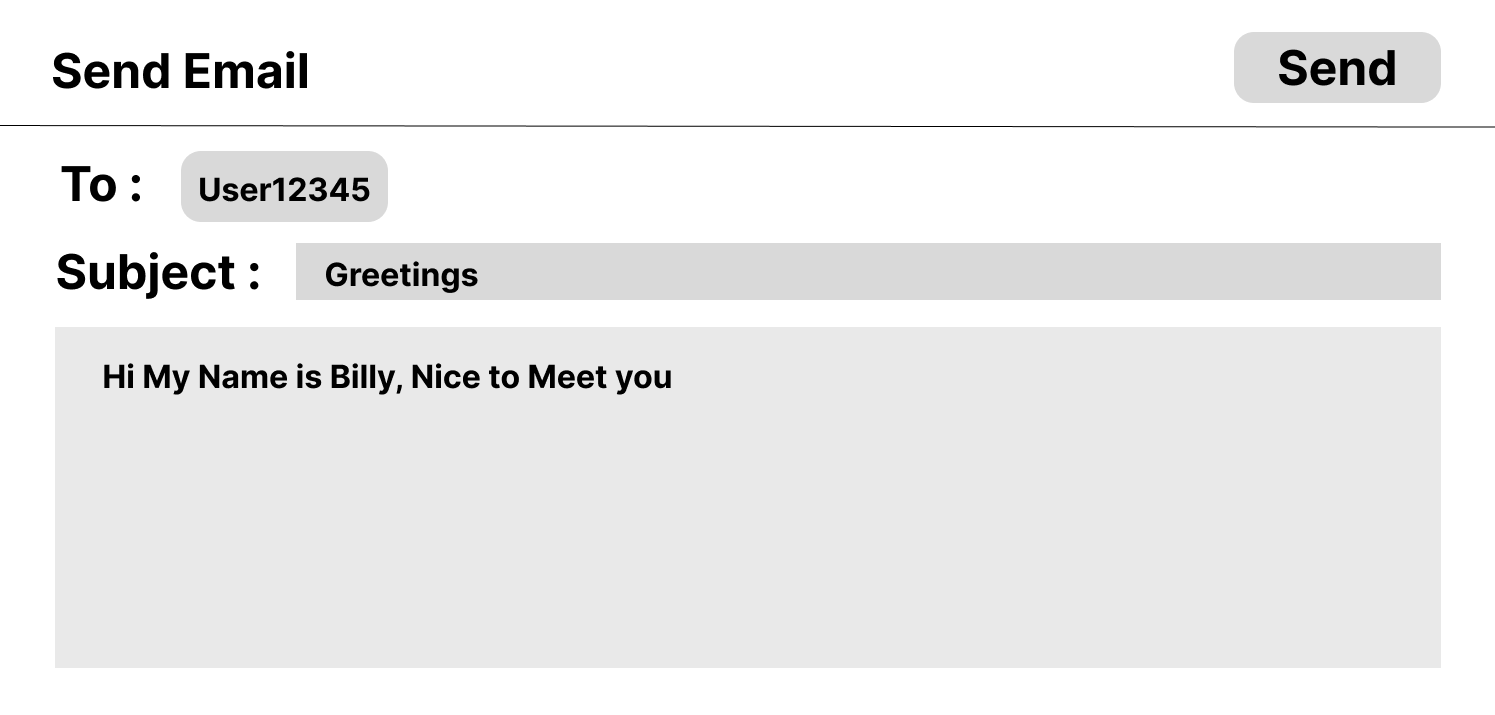 Send Email
Send
To :
User12345
Subject :
Greetings
Hi My Name is Billy, Nice to Meet you